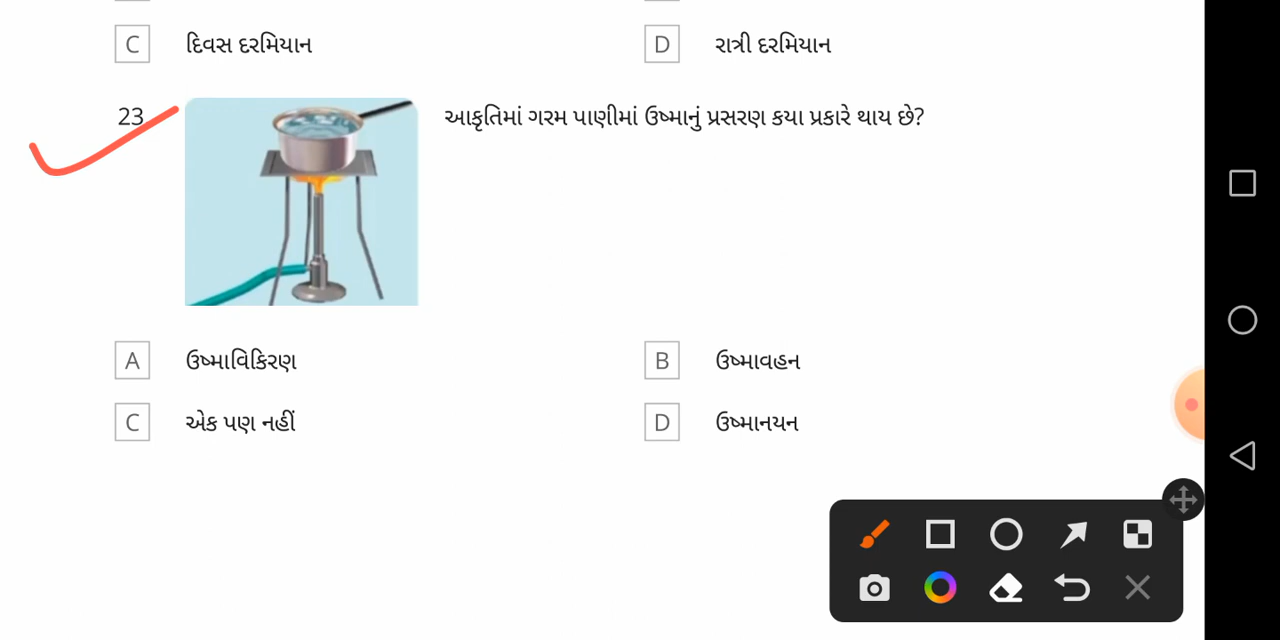 C દિવસ દરમિયાન D રાત્રી દરમિયાન
23 આકૃતિમાં ગરમ પાણીમાં ઉષ્માનું પ્રસરણ કયા પ્રકારે થાય છે?
A ઉષ્માવિકિરણ B ઉષ્માવહન
C એક પણ નહીં D ઉષ્માનયન